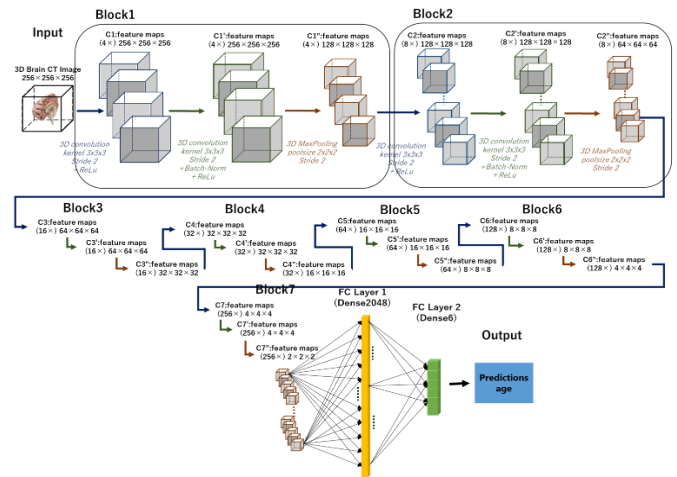 Block1
Block2
Input
C1:feature maps
(4×) 256×256×256
C1':feature maps
(4×) 256×256×256
C1'':feature maps
(4×) 128×128×128
C2:feature maps
(8×) 128×128×128
C2':feature maps
(8×) 128×128×128
C2'':feature maps
(8×) 64×64×64
3D Brain CT Image
256×256×256
3D convolution
kernel 3x3x3
Stride 2
+ReLu
3D convolution
kernel 3x3x3
Stride 2
+Batch-Norm
+ReLu
3D MaxPooling
poolsize 2x2x2
Stride 2
3D convolution
kernel 3x3x3
Stride 2
+ReLu
3D convolution
kernel 3x3x3
Stride 2
+Batch-Norm
+ReLu
3D MaxPooling
poolsize 2x2x2
Stride 2
Block3
C3:feature maps
(16×) 64×64×64
C3':feature maps
(16×) 64×64×64
C3'':feature maps
(16×) 32×32×32
Block4
C4:feature maps
(32×) 32×32×32
C4':feature maps
(32×) 32×32×32
C4'':feature maps
(32×) 16×16×16
Block5
C5:feature maps
(64×) 16×16×16
C5':feature maps
(64×) 16×16×16
C5'':feature maps
(64×) 8×8×8
Block6
C6:feature maps
(128×) 8×8×8
C6':feature maps
(128×) 8×8×8
C6'':feature maps
(128×) 4×4×4
Block7
C7:feature maps
(256×) 4×4×4
C7':feature maps
(256×) 4×4×4
C7'':feature maps
(256×) 2×2×2
FC Layer 1
(Dense2048)
FC Layer 2
(Dense6)
Output
Predictions
age